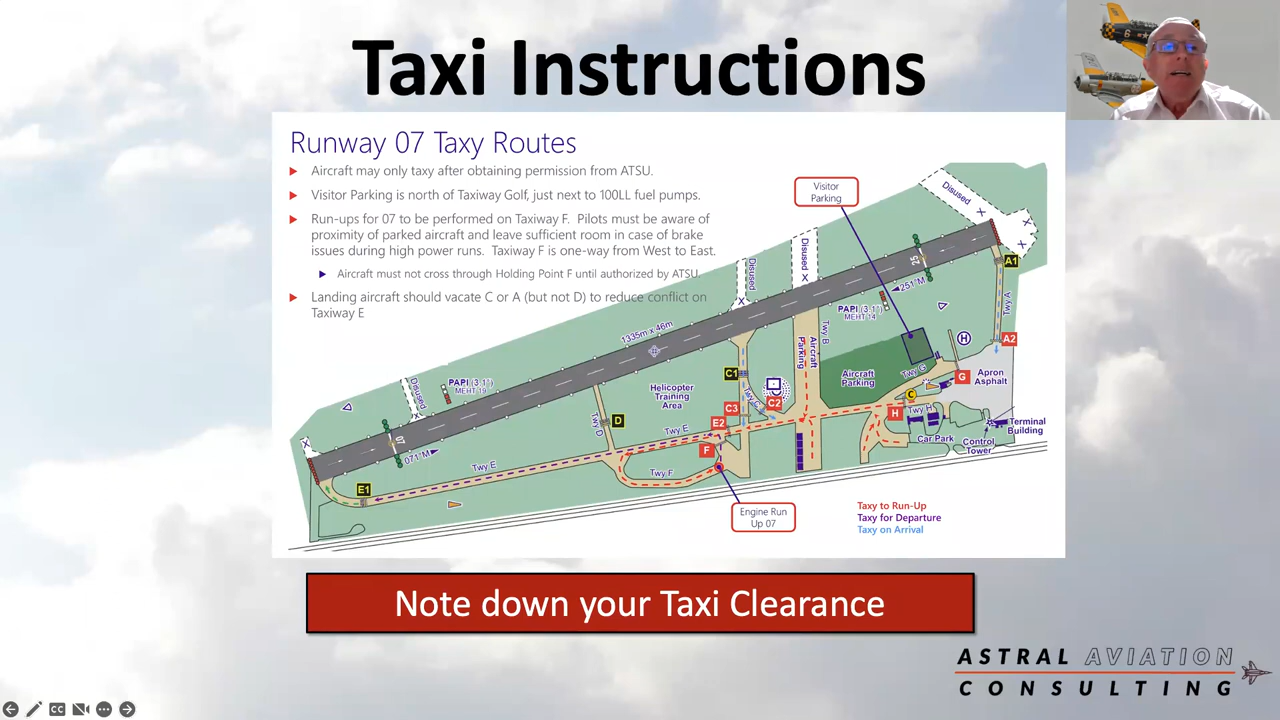 Taxi Instructions
Runway 07 Taxy Routes
Aircraft may only taxy after obtaining permission from ATSU.
Visitor Parking is north of Taxiway Golf, just next to 100LL fuel pumps.
Run-ups for 07 to be performed on Taxiway F. Pilots must be aware of
proximity of parked aircraft and leave sufficient room in case of brake
issues during high power runs. Taxiway F is one-way from West to East.
Aircraft must not cross through Holding Point F until authorized by ATSU.
Landing aircraft should vacate C or A (but not D) to reduce conflict on
Taxiway E
Visitor
Parking
Disused
Disused
Disused
Disused
25
251°M
A1
Twy A
A2
PAPI (3.1°)
MEHT 14
1335m x 46m
Twy B
Aircraft
Parking
H
Aircraft
Parking
Twy G
G
Apron
Asphalt
C
H
Twy H
Car Park
Control
Tower
Terminal
Building
PAPI (3.1°)
MEHT 19
07
071°M
Helicopter
Training
Area
C1
C2
C3
Twy C
E2
F
D
Twy D
Twy E
Twy E
Twy F
E1
Engine Run
Up 07
Taxy to Run-Up
Taxy for Departure
Taxy on Arrival
Note down your Taxi Clearance
ASTRAL AVIATION
CONSULTING
6
CC